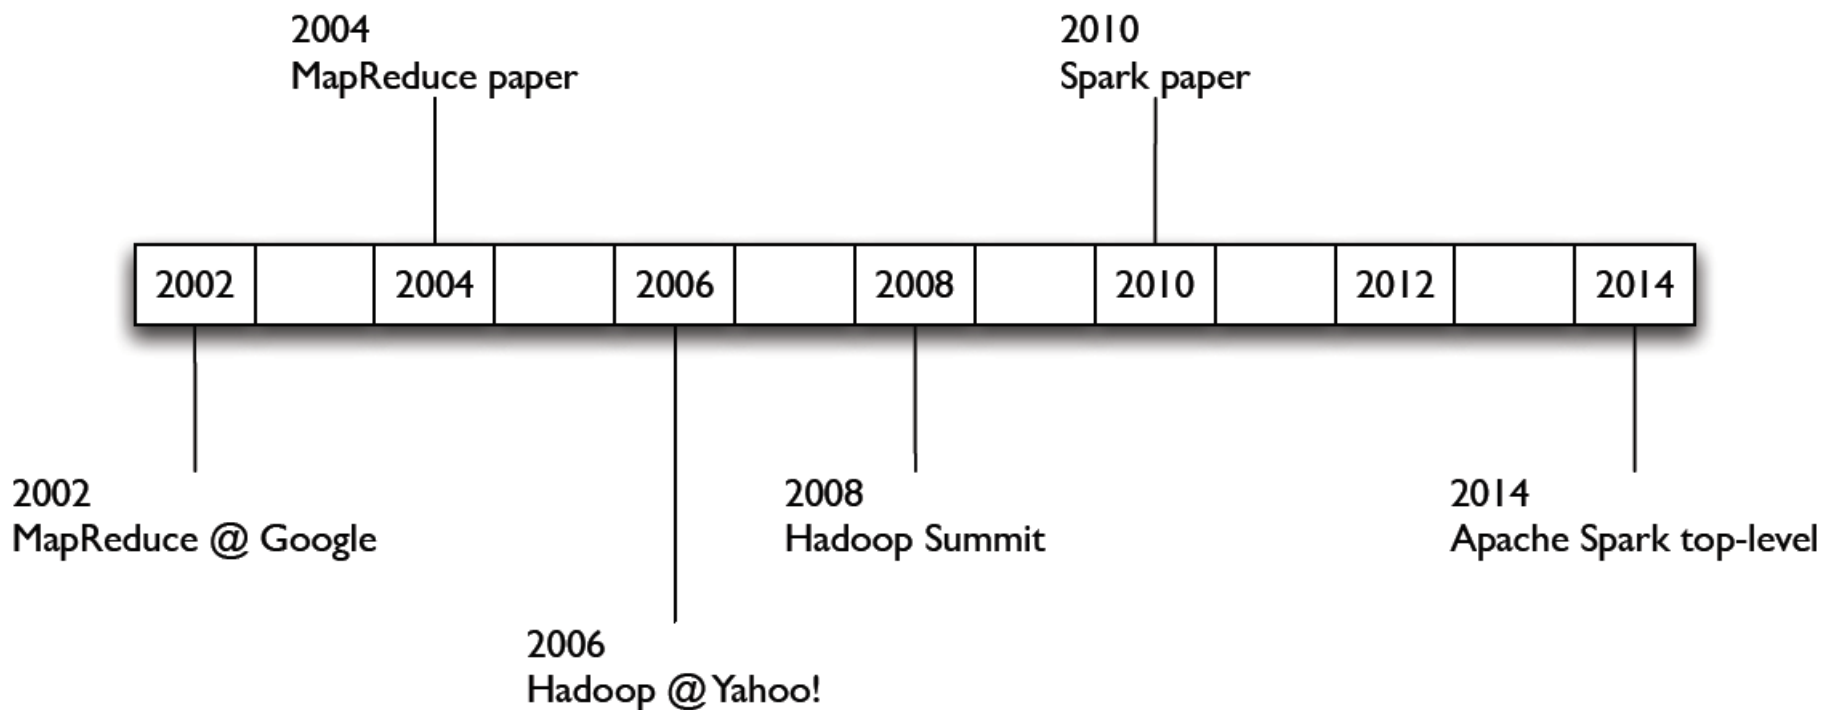 2004
MapReduce paper
2010
Spark paper
2002
2004
2006
2008
2010
2012
2014
2002
MapReduce @ Google
2008
Hadoop Summit
2014
Apache Spark top-level
2006
Hadoop @ Yahoo!